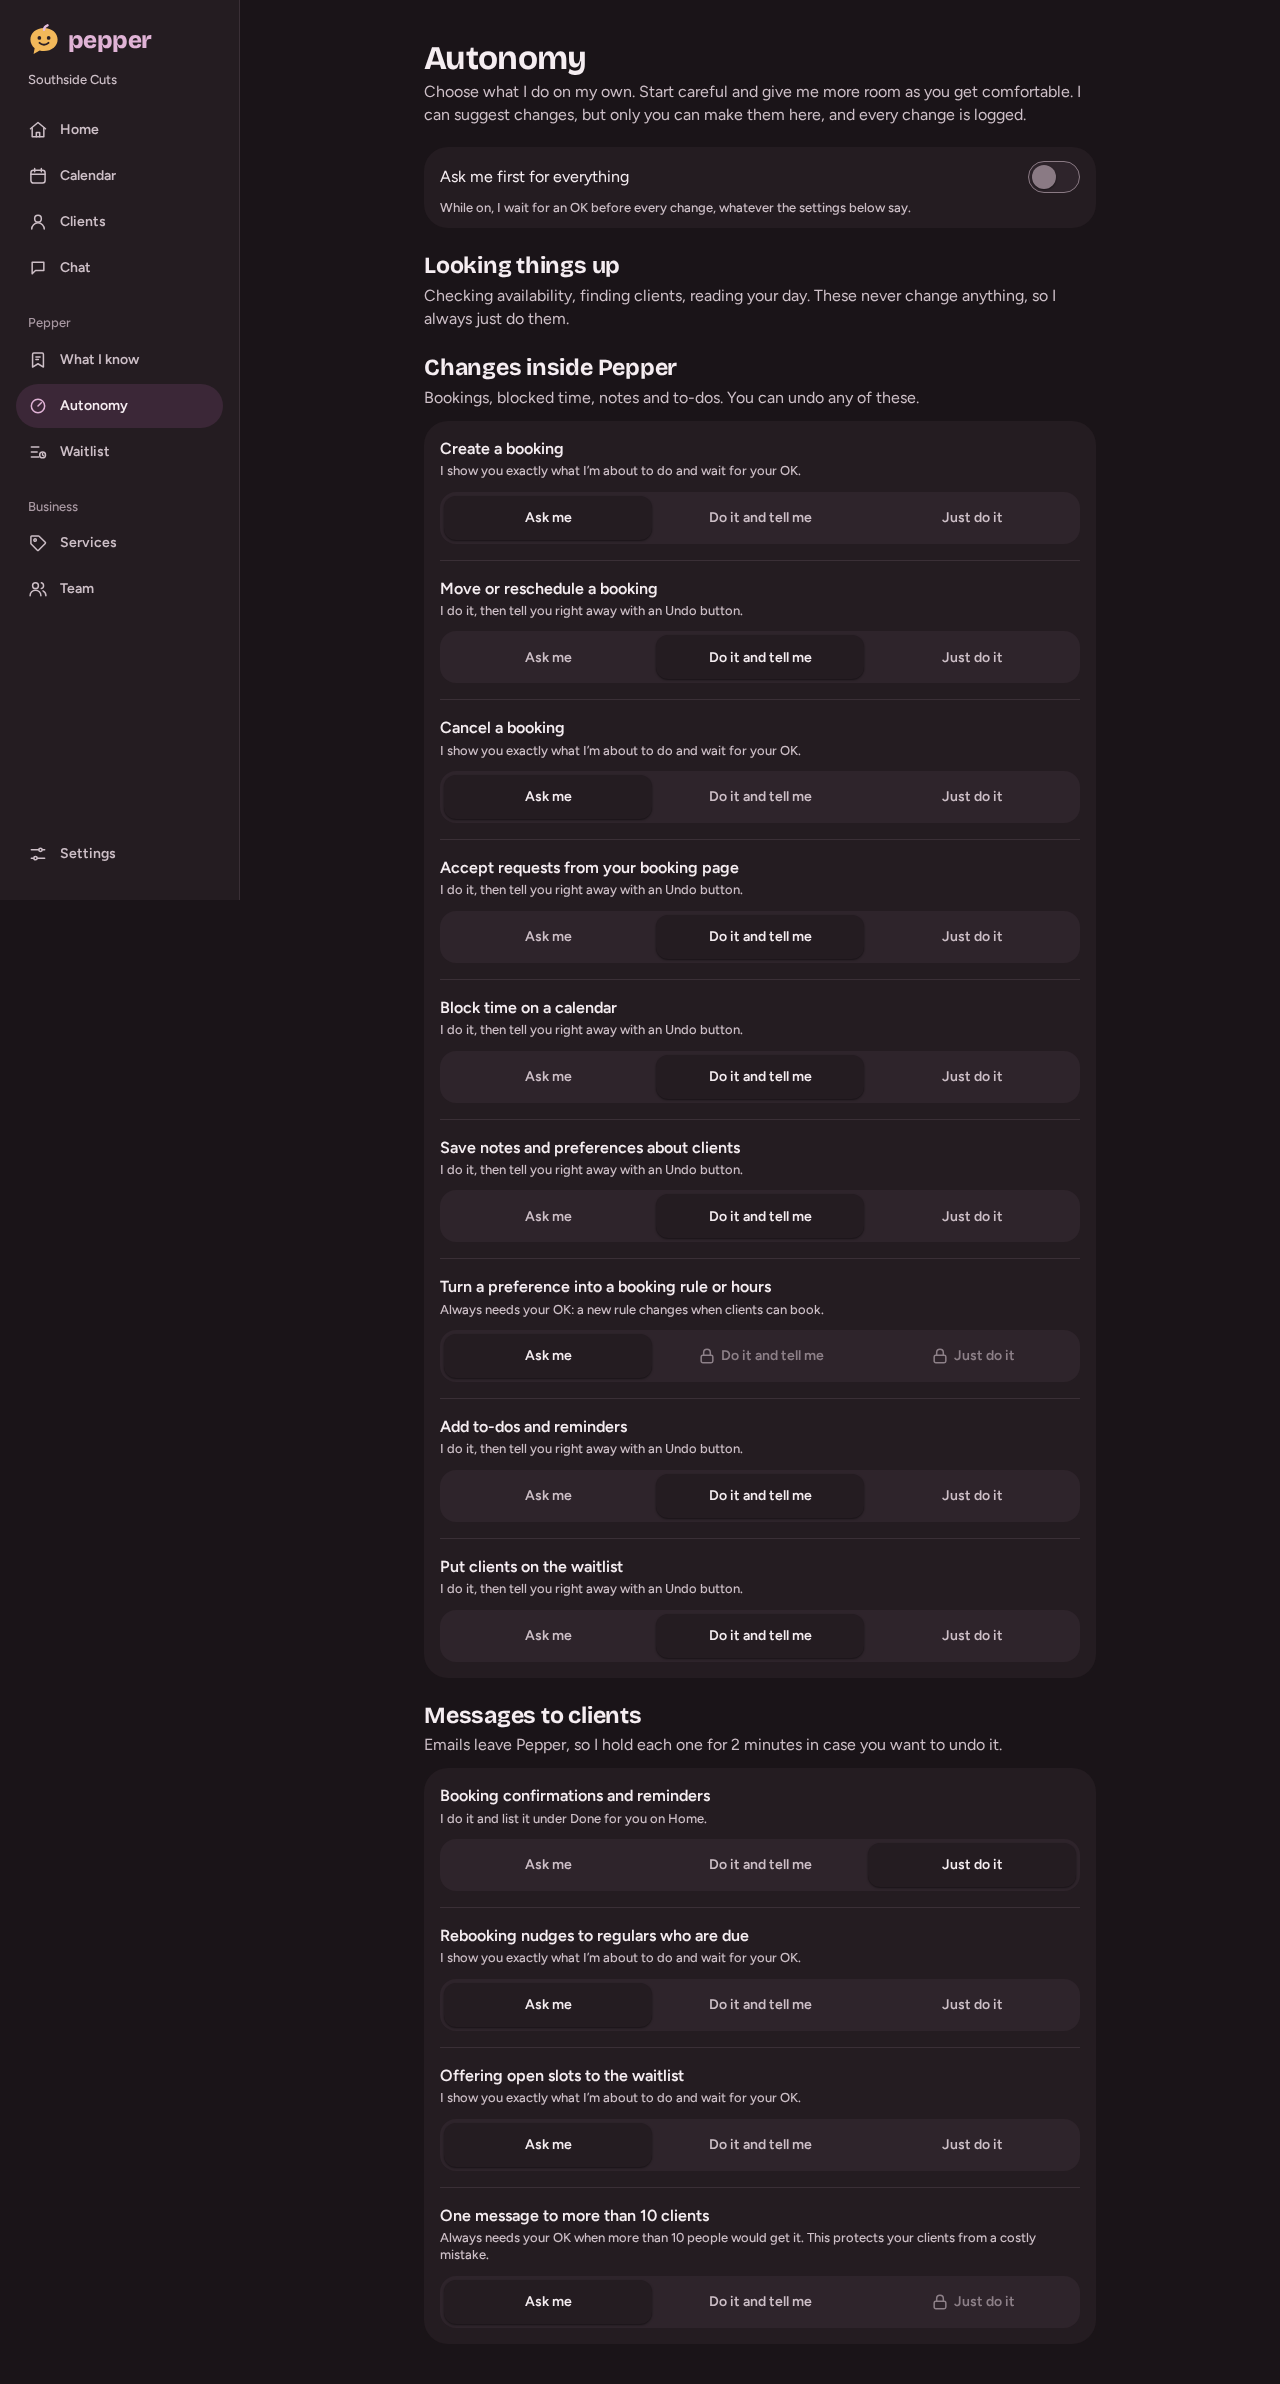 pepper
Southside Cuts
Home
Calendar
Clients
Chat
Pepper
What I know
Autonomy
Waitlist
Business
Services
Team
Settings
Autonomy
Choose what I do on my own. Start careful and give me more room as you get comfortable. I
can suggest changes, but only you can make them here, and every change is logged.
Ask me first for everything
While on, I wait for an OK before every change, whatever the settings below say.
Looking things up
Checking availability, finding clients, reading your day. These never change anything, so I
always just do them.
Changes inside Pepper
Bookings, blocked time, notes and to-dos. You can undo any of these.
Create a booking
I show you exactly what I'm about to do and wait for your OK.
Ask me Do it and tell me Just do it
Move or reschedule a booking
I do it, then tell you right away with an Undo button.
Ask me Do it and tell me Just do it
Cancel a booking
I show you exactly what I'm about to do and wait for your OK.
Ask me Do it and tell me Just do it
Accept requests from your booking page
I do it, then tell you right away with an Undo button.
Ask me Do it and tell me Just do it
Block time on a calendar
I do it, then tell you right away with an Undo button.
Ask me Do it and tell me Just do it
Save notes and preferences about clients
I do it, then tell you right away with an Undo button.
Ask me Do it and tell me Just do it
Turn a preference into a booking rule or hours
Always needs your OK: a new rule changes when clients can book.
Ask me Do it and tell me Just do it
Add to-dos and reminders
I do it, then tell you right away with an Undo button.
Ask me Do it and tell me Just do it
Put clients on the waitlist
I do it, then tell you right away with an Undo button.
Ask me Do it and tell me Just do it
Messages to clients
Emails leave Pepper, so I hold each one for 2 minutes in case you want to undo it.
Booking confirmations and reminders
I do it and list it under Done for you on Home.
Ask me Do it and tell me Just do it
Rebooking nudges to regulars who are due
I show you exactly what I'm about to do and wait for your OK.
Ask me Do it and tell me Just do it
Offering open slots to the waitlist
I show you exactly what I'm about to do and wait for your OK.
Ask me Do it and tell me Just do it
One message to more than 10 clients
Always needs your OK when more than 10 people would get it. This protects your clients from a costly
mistake.
Ask me Do it and tell me Just do it